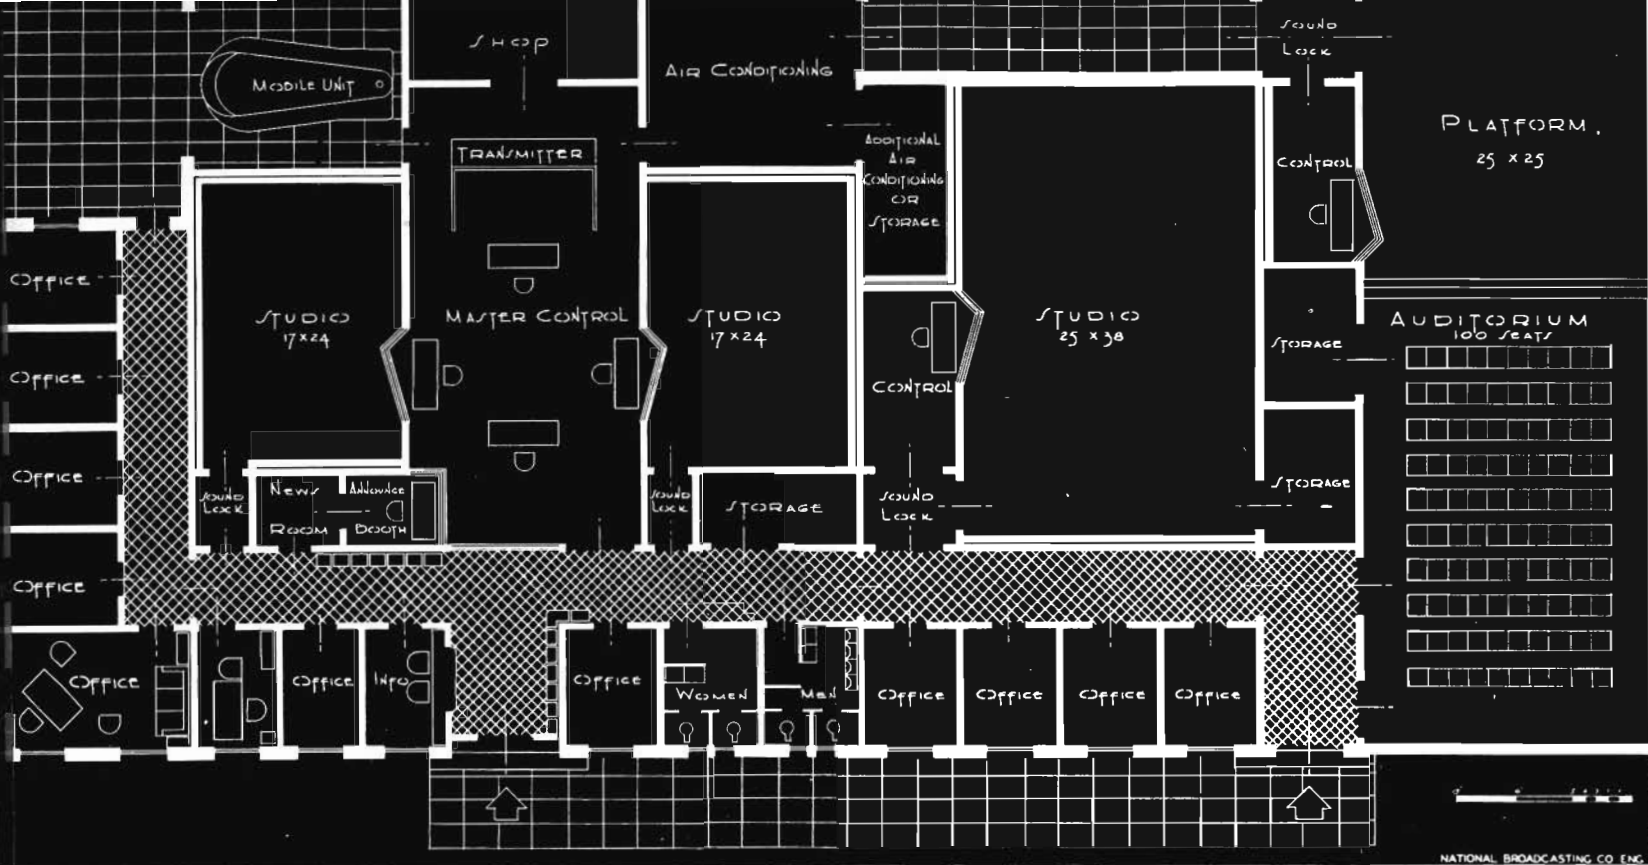 SOUND
LOCK
SHOP
AIR CONDITIONING
MOBILE UNIT
PLATFORM.
25 x 25
TRANSMITTER
ADDITIONAL
AIR
CONDITIONING
OR
STORAGE
CONTROL
OFFICE
STUDIO
17x24
MASTER CONTROL
STUDIO
17x24
STUDIO
25 x 38
AUDITORIUM
100 SEATS
STORAGE
OFFICE
CONTROL
OFFICE
SOUND
LOCK
NEWS
ROOM
ANNOUNCE
BOOTH
SOUND
LOCK
STORAGE
SOUND
LOCK
STORAGE
OFFICE
OFFICE
OFFICE
INFO
OFFICE
WOMEN
MEN
OFFICE
OFFICE
OFFICE
OFFICE
NATIONAL BROADCASTING CO ENG